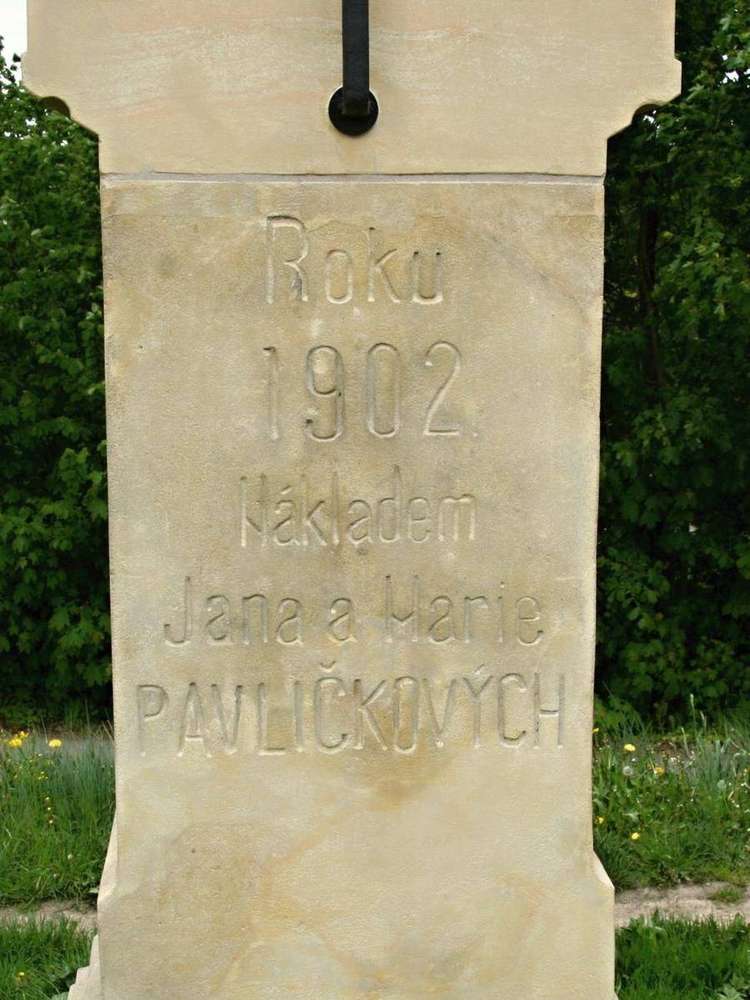 Roku
1902.
Nákladem
Jana a Marie
PAVLIČKOVÝCH